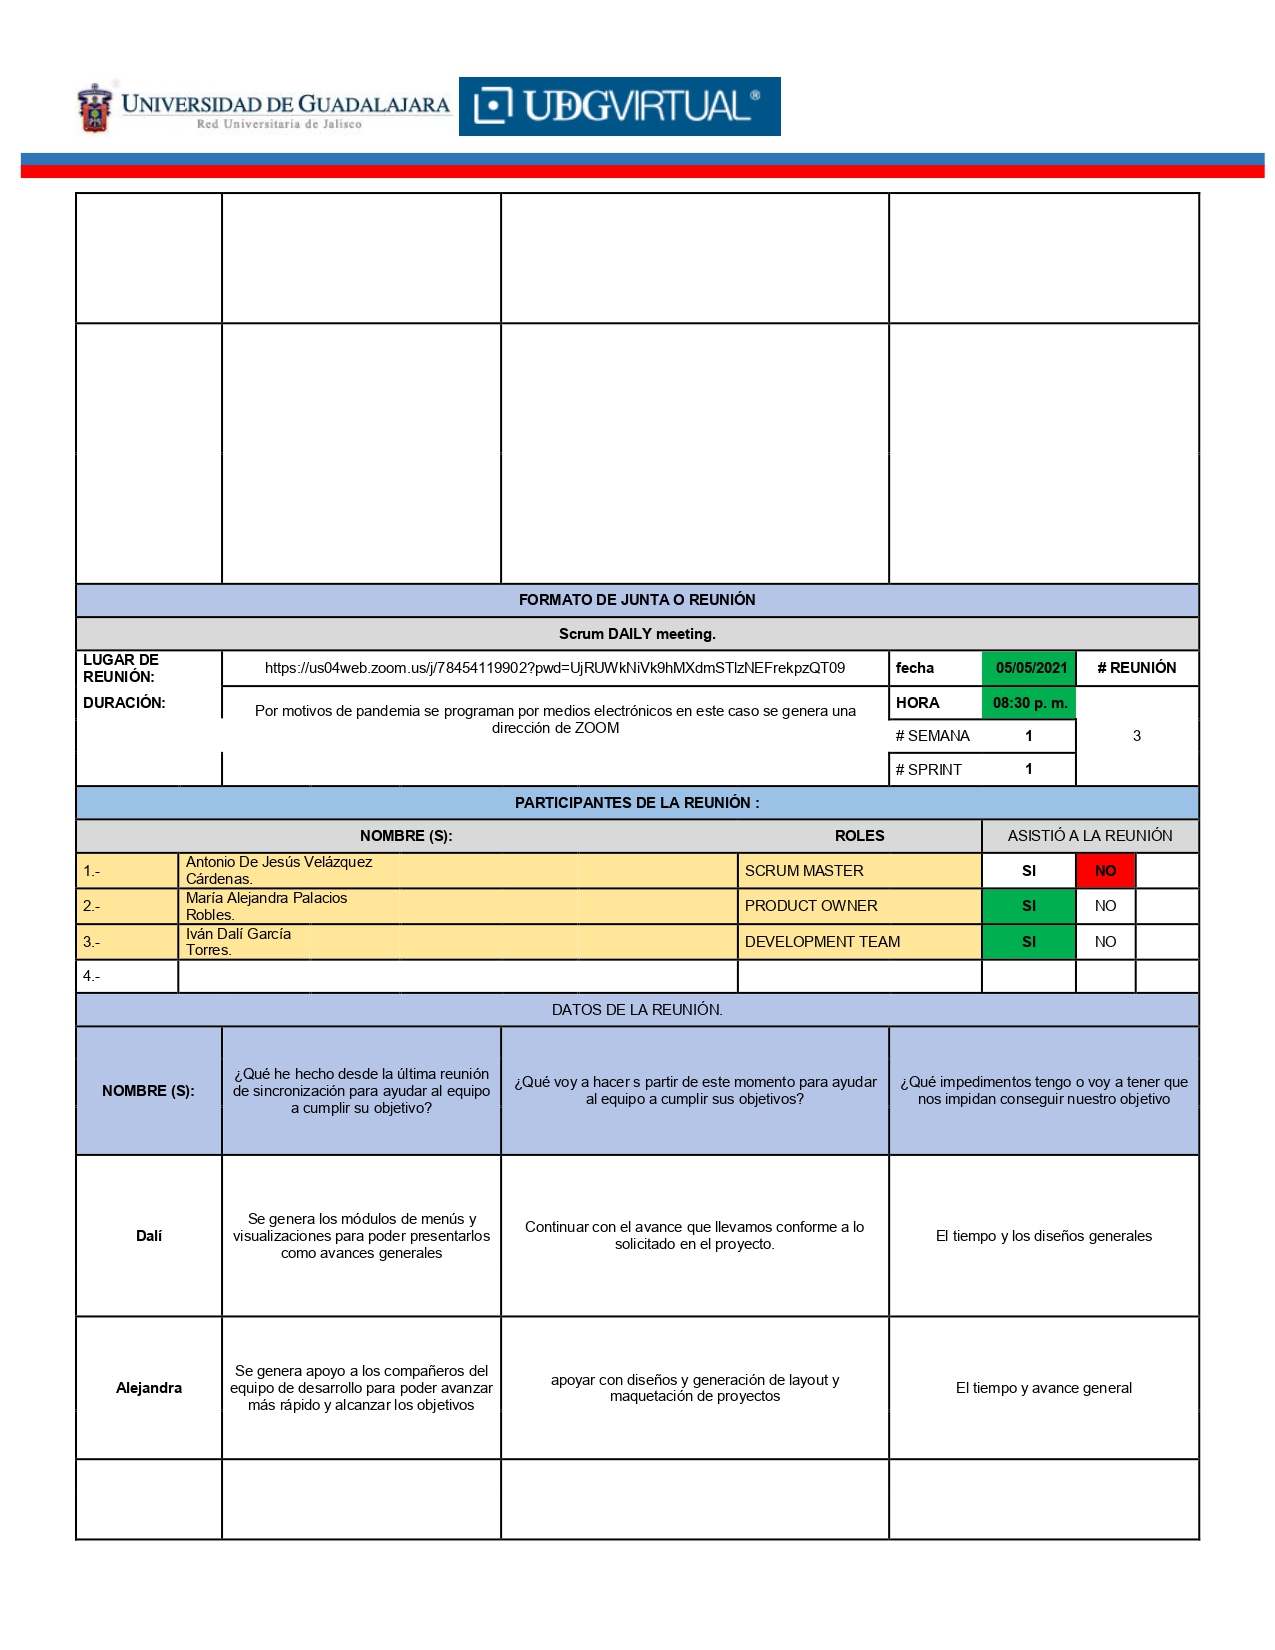 UNIVERSIDAD DE GUADALAJARA
Red Universitaria de Jalisco
UDGVIRTUAL®
FORMATO DE JUNTA O REUNIÓN
Scrum DAILY meeting.
LUGAR DE
REUNIÓN:
https://us04web.zoom.us/j/78454119902?pwd=UjRUWkNiVk9hMXdmSTlzNEFrekpzQT09
fecha
05/05/2021
# REUNIÓN
DURACIÓN:
Por motivos de pandemia se programan por medios electrónicos en este caso se genera una
dirección de ZOOM
HORA
08:30 p. m.
# SEMANA
1
3
# SPRINT
1
PARTICIPANTES DE LA REUNIÓN :
NOMBRE (S):
ROLES
ASISTIÓ A LA REUNIÓN
1.-
Antonio De Jesús Velázquez
Cárdenas.
SCRUM MASTER
SI
NO
2.-
María Alejandra Palacios
Robles.
PRODUCT OWNER
SI
NO
3.-
Iván Dalí García
Torres.
DEVELOPMENT TEAM
SI
NO
4.-
DATOS DE LA REUNIÓN.
NOMBRE (S):
¿Qué he hecho desde la última reunión
de sincronización para ayudar al equipo
a cumplir su objetivo?
¿Qué voy a hacer s partir de este momento para ayudar
al equipo a cumplir sus objetivos?
¿Qué impedimentos tengo o voy a tener que
nos impidan conseguir nuestro objetivo
Dalí
Se genera los módulos de menús y
visualizaciones para poder presentarlos
como avances generales
Continuar con el avance que llevamos conforme a lo
solicitado en el proyecto.
El tiempo y los diseños generales
Alejandra
Se genera apoyo a los compañeros del
equipo de desarrollo para poder avanzar
más rápido y alcanzar los objetivos
apoyar con diseños y generación de layout y
maquetación de proyectos
El tiempo y avance general